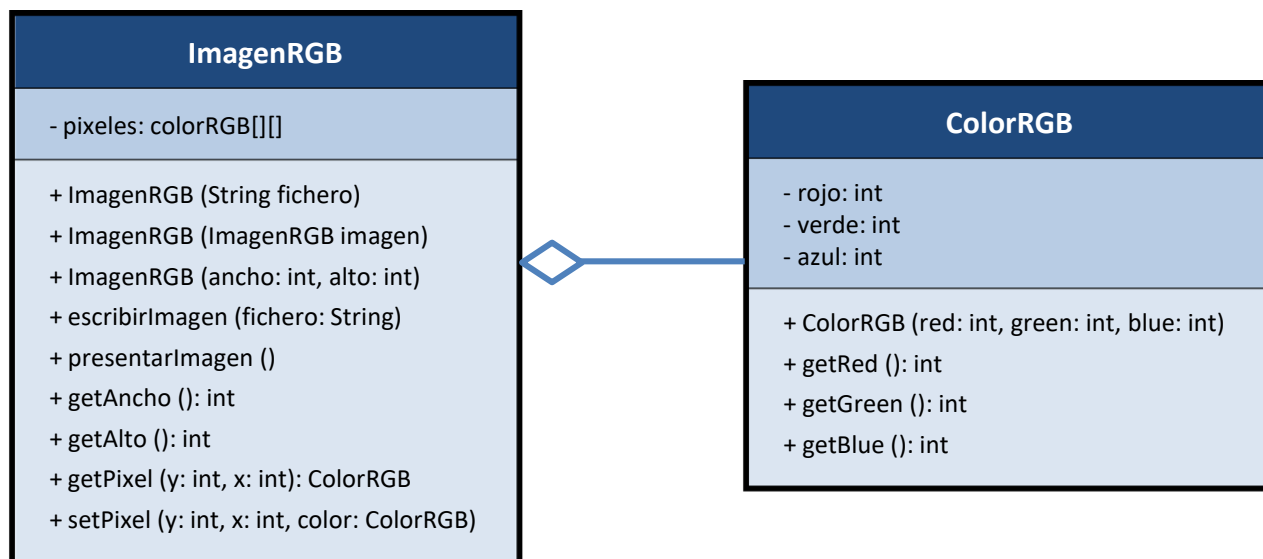 ImagenRGB
- pixeles: colorRGB[][]
+ ImagenRGB (String fichero)
+ ImagenRGB (ImagenRGB imagen)
+ ImagenRGB (ancho: int, alto: int)
+ escribirImagen (fichero: String)
+ presentarImagen ()
+ getAncho (): int
+ getAlto (): int
+ getPixel (y: int, x: int): ColorRGB
+ setPixel (y: int, x: int, color: ColorRGB)
ColorRGB
- rojo: int
- verde: int
- azul: int
+ ColorRGB (red: int, green: int, blue: int)
+ getRed (): int
+ getGreen (): int
+ getBlue (): int